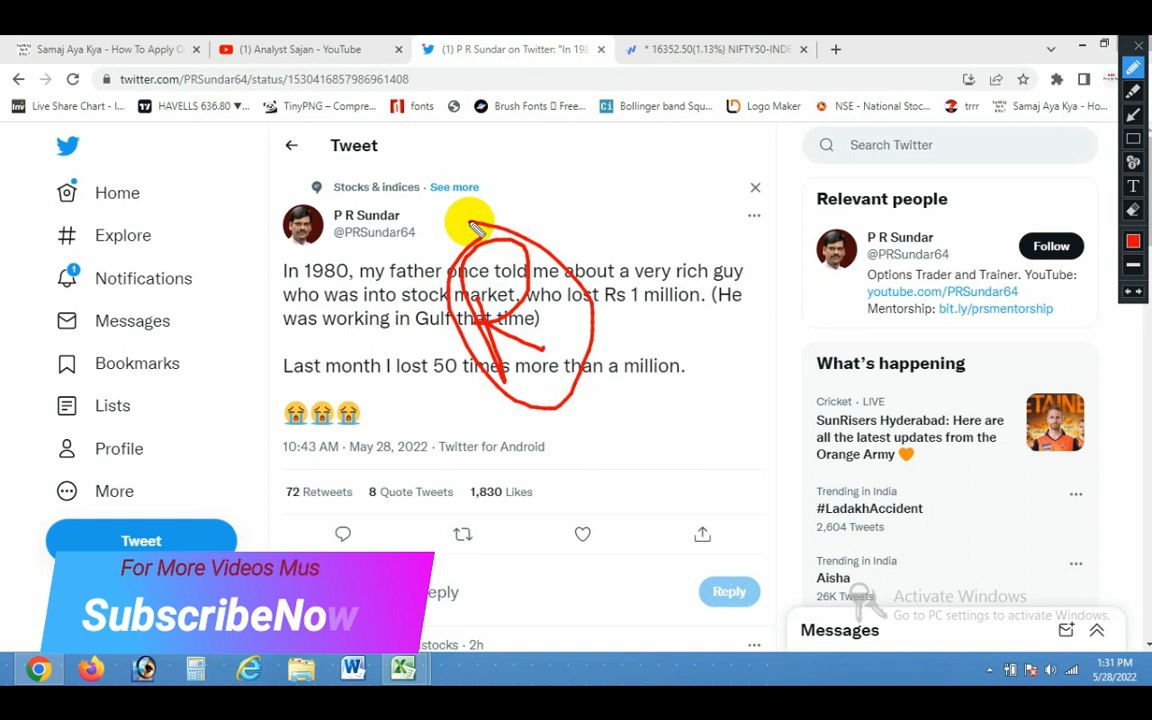 Samaj Aya Kya - How To Apply O
(1) Analyst Sajan - YouTube
(1) P R Sundar on Twitter: "In 198
* 16352.50(1.13%) NIFTY50-INDE
twitter.com/PRSundar64/status/1530416857986961408
Live Share Chart - I...
HAVELLS 636.80 ▼...
TinyPNG – Compre...
fonts
Brush Fonts | Free...
Bollinger band Squ...
Logo Maker
NSE - National Stoc...
trrr
Samaj Aya Kya - Ho...
Tweet
Search Twitter
Home
Explore
Notifications
1
Messages
Bookmarks
Lists
Profile
More
Tweet
Stocks & indices · See more
P R Sundar
@PRSundar64
In 1980, my father once told me about a very rich guy
who was into stock market, who lost Rs 1 million. (He
was working in Gulf that time)
Last month I lost 50 times more than a million.
😭😭😭
10:43 AM · May 28, 2022 · Twitter for Android
72 Retweets 8 Quote Tweets 1,830 Likes
R
eply
Reply
stocks · 2h
Relevant people
P R Sundar
@PRSundar64
Follow
Options Trader and Trainer. YouTube:
youtube.com/PRSundar64
Mentorship: bit.ly/prsmentorship
What's happening
Cricket · LIVE
SunRisers Hyderabad: Here are
all the latest updates from the
Orange Army 🧡
Trending in India
#LadakhAccident
2,604 Tweets
Trending in India
Aisha
26K Tweets
Activate Windows
Go to PC settings to activate Windows.
Messages
For More Videos Mus
SubscribeNow
1:31 PM
5/28/2022